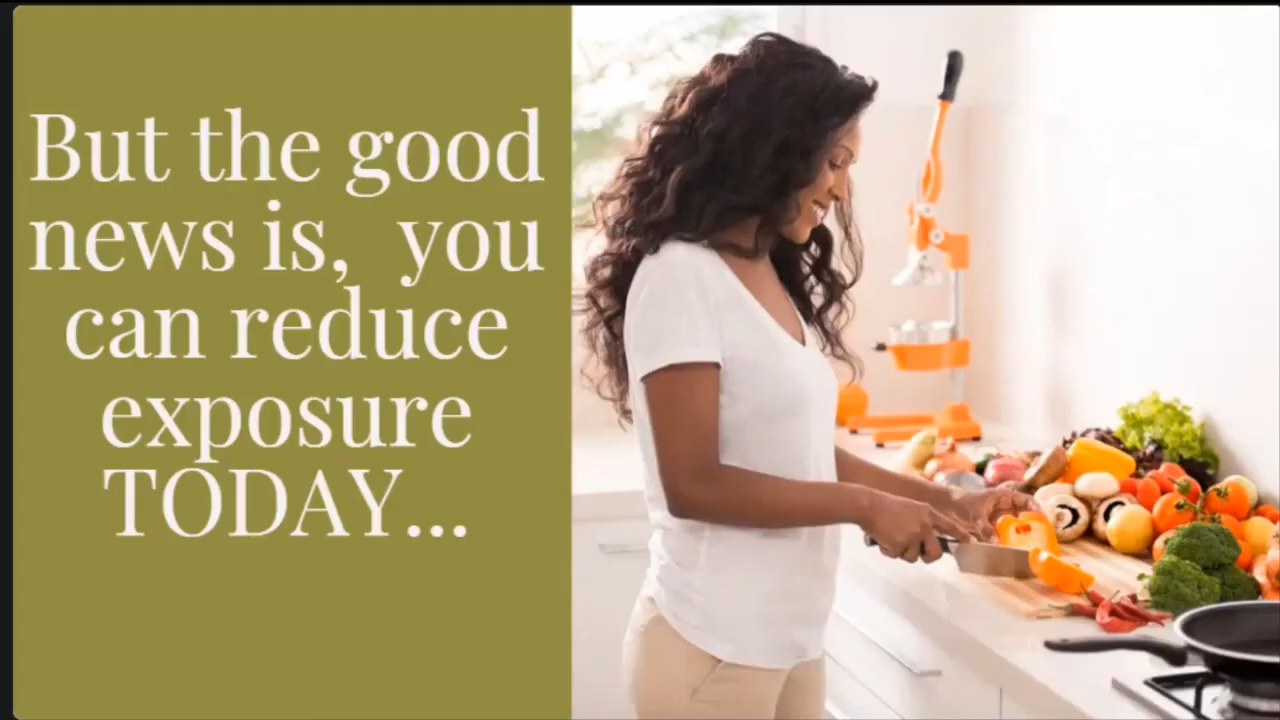 But the good
news is,  you
can reduce
exposure
TODAY...